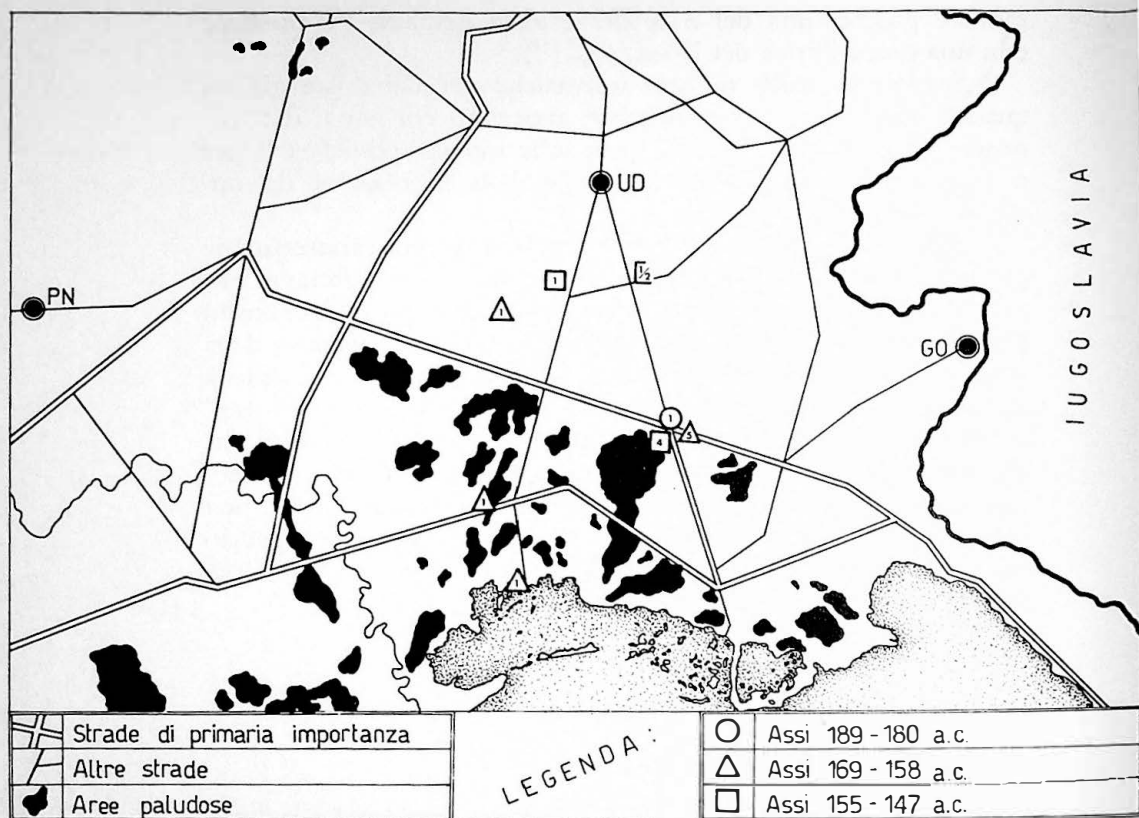 UD
IUGOSLAVIA
1
½
PN
1
GO
1
5
4
1
1
Strade di primaria importanza
Altre strade
Aree paludose
LEGENDA:
Assi 189-180 a.c.
Assi 169-158 a.c.
Assi 155-147 a.c.